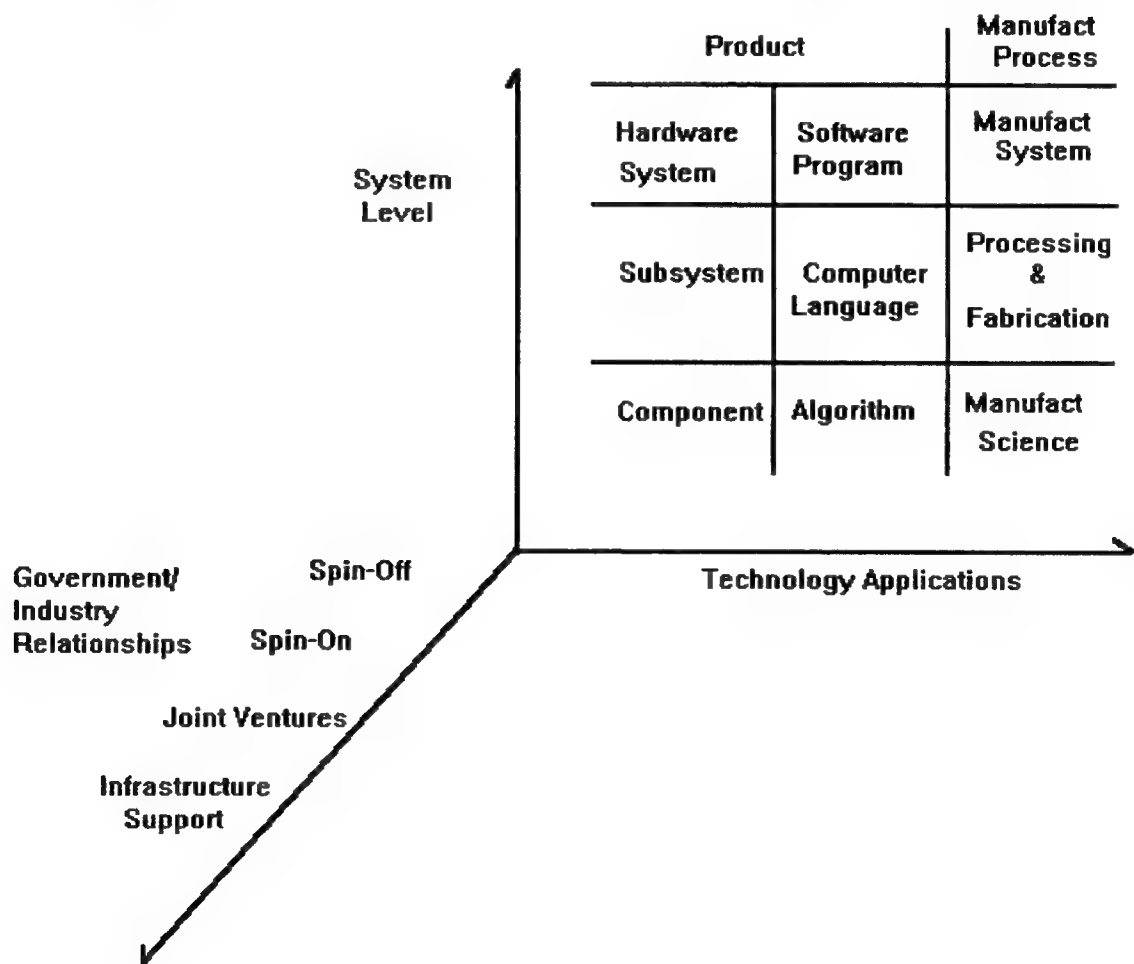 Product
Manufact
Process
System
Level
Hardware
System
Software
Program
Manufact
System
Subsystem
Computer
Language
Processing
&
Fabrication
Component
Algorithm
Manufact
Science
Technology Applications
Government/
Industry
Relationships
Spin-Off
Spin-On
Joint Ventures
Infrastructure
Support